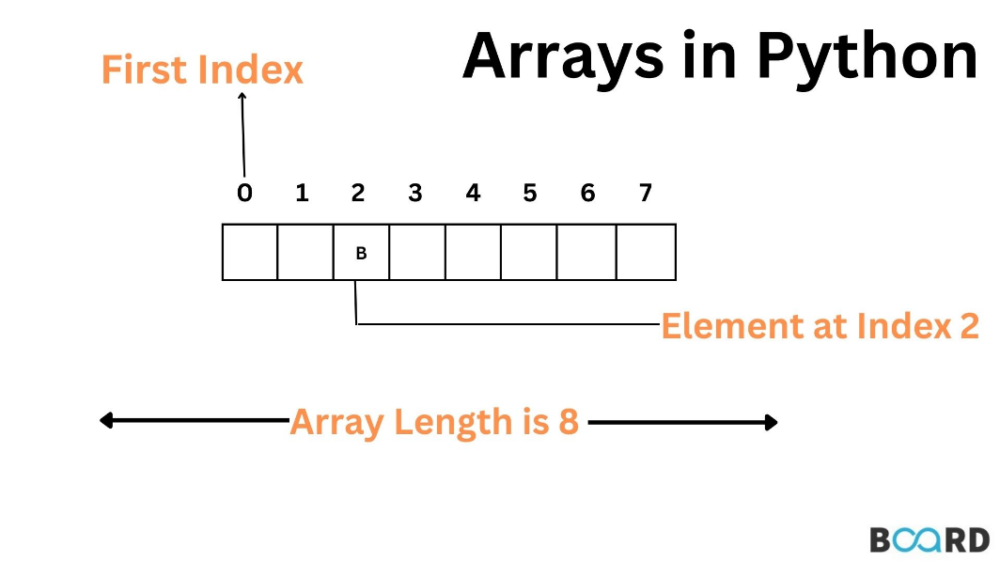 Arrays in Python
First Index
0 1 2 3 4 5 6 7
B
Element at Index 2
Array Length is 8
BOARD